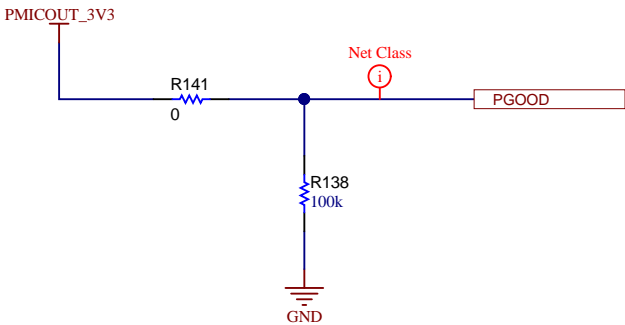 PMICOUT_3V3
Net Class
i
R141
0
PGOOD
R138
100k
GND